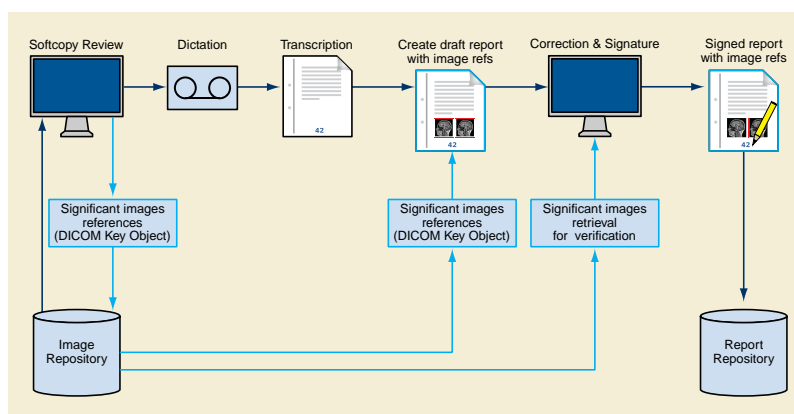 Softcopy Review
Dictation
Transcription
Create draft report
with image refs
Correction & Signature
Signed report
with image refs
42
42
42
Significant images
references
(DICOM Key Object)
Significant images
references
(DICOM Key Object)
Significant images
retrieval
for verification
Image
Repository
Report
Repository